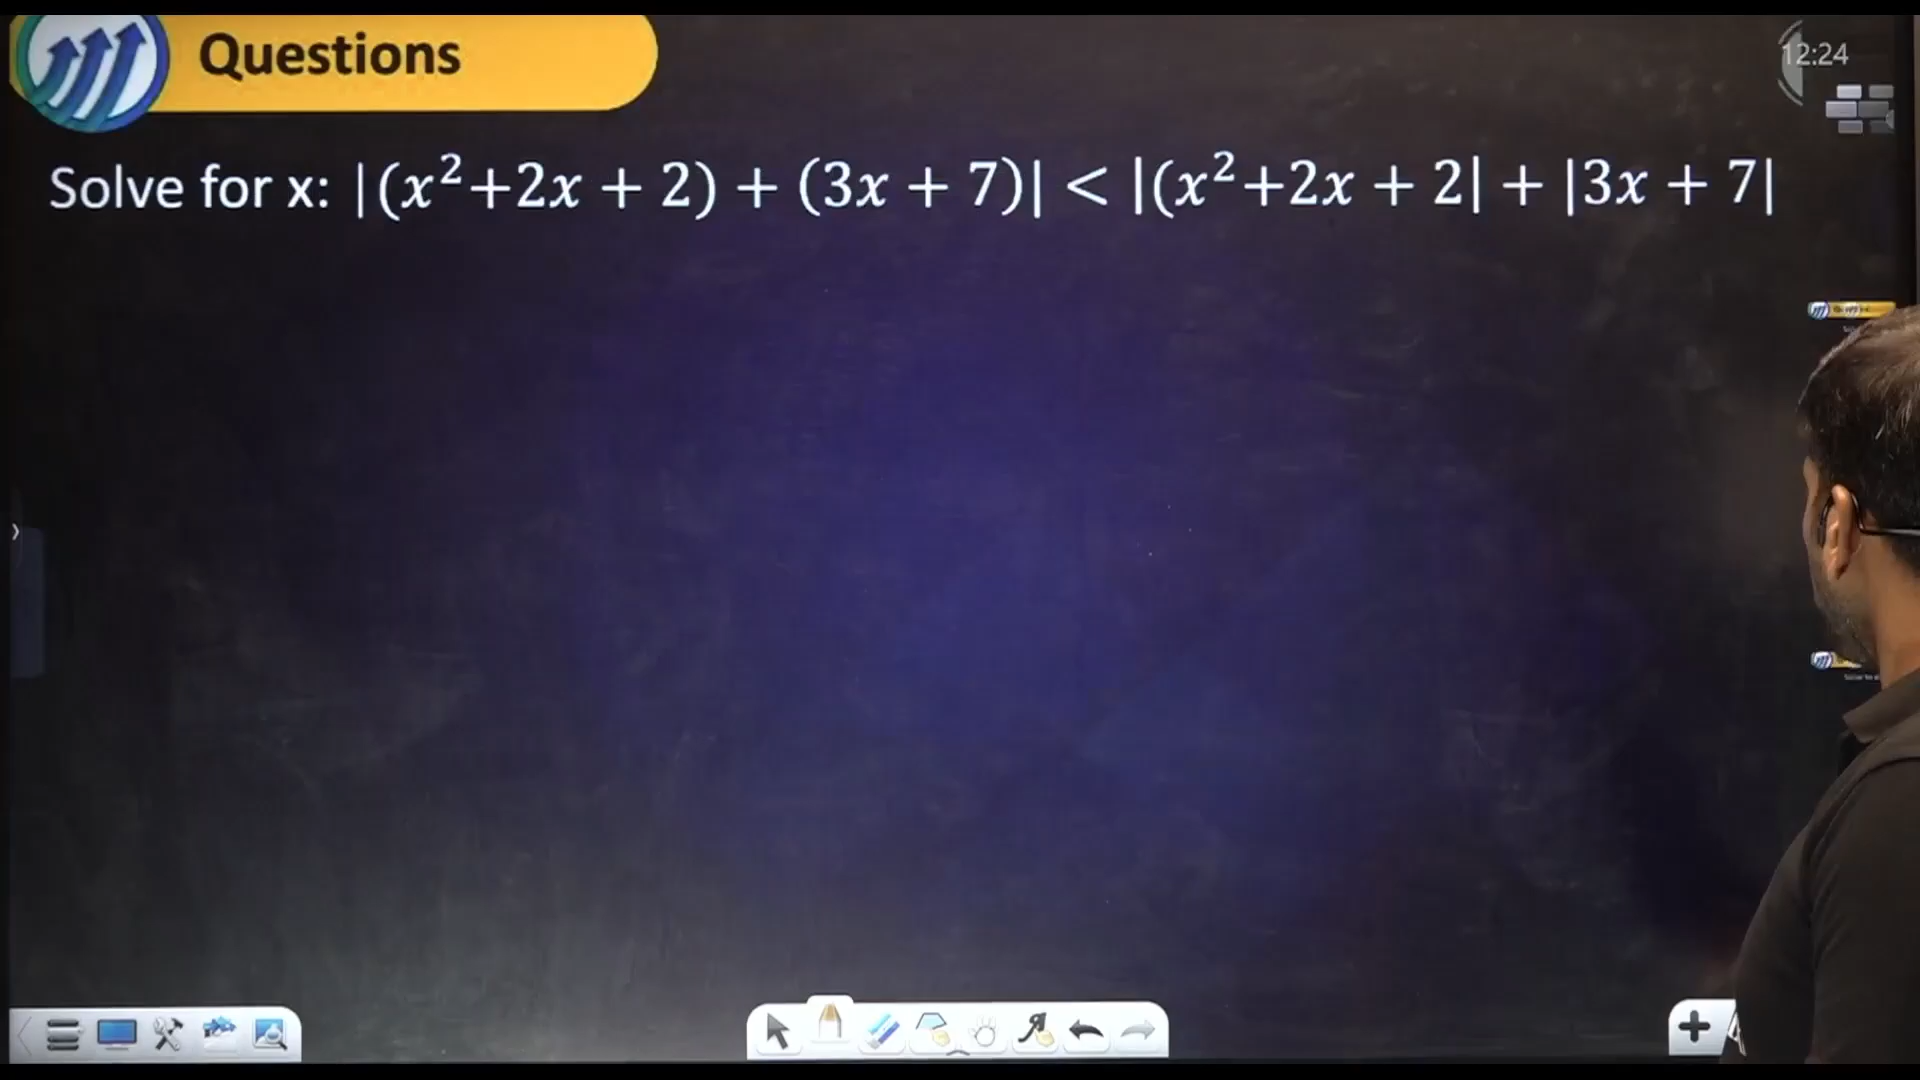 Questions
12:24
Solve for x: |(x²+2x + 2) + (3x + 7)| < |(x²+2x + 2| + |3x + 7|